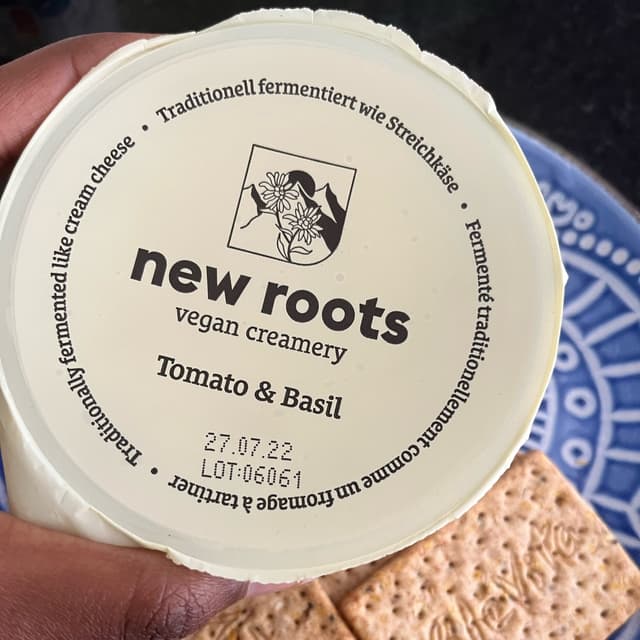 Traditionell fermentiert wie Streichkäse •
Fermenté traditionellement comme un fromage à tartiner •
Traditionally fermented like cream cheese •
new roots
vegan creamery
Tomato & Basil
27.07.22
LOT:06061